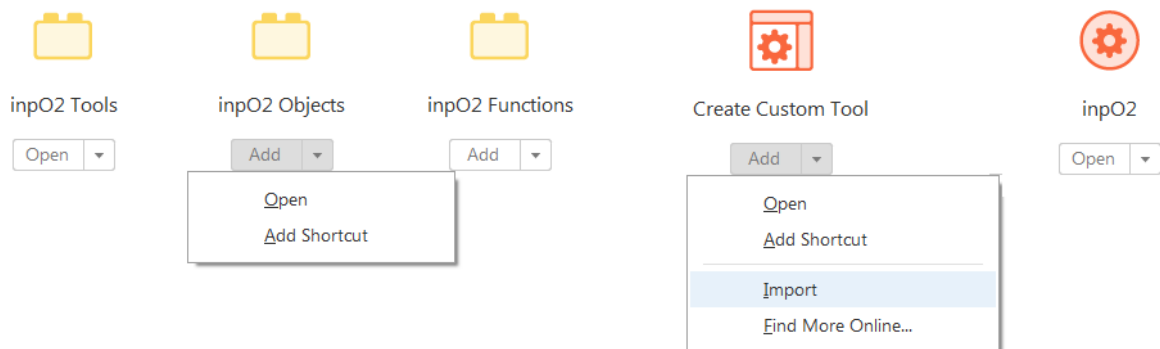 inpO2 Tools
inpO2 Objects
inpO2 Functions
Create Custom Tool
inpO2
Open
Add
Add
Add
Open
Open
Add Shortcut
Open
Add Shortcut
Import
Find More Online...